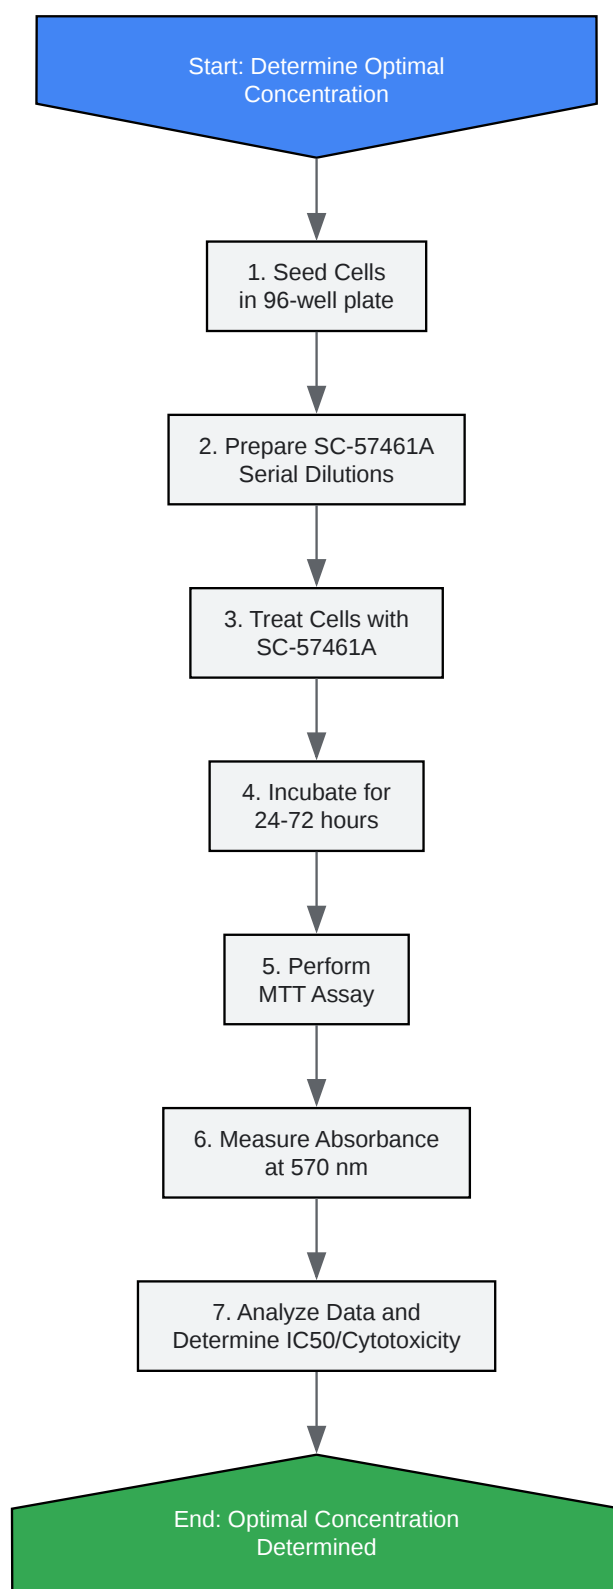 Start: Determine Optimal
Concentration
1. Seed Cells
in 96-well plate
2. Prepare SC-57461A
Serial Dilutions
3. Treat Cells with
SC-57461A
4. Incubate for
24-72 hours
5. Perform
MTT Assay
6. Measure Absorbance
at 570 nm
7. Analyze Data and
Determine IC50/Cytotoxicity
End: Optimal Concentration
Determined